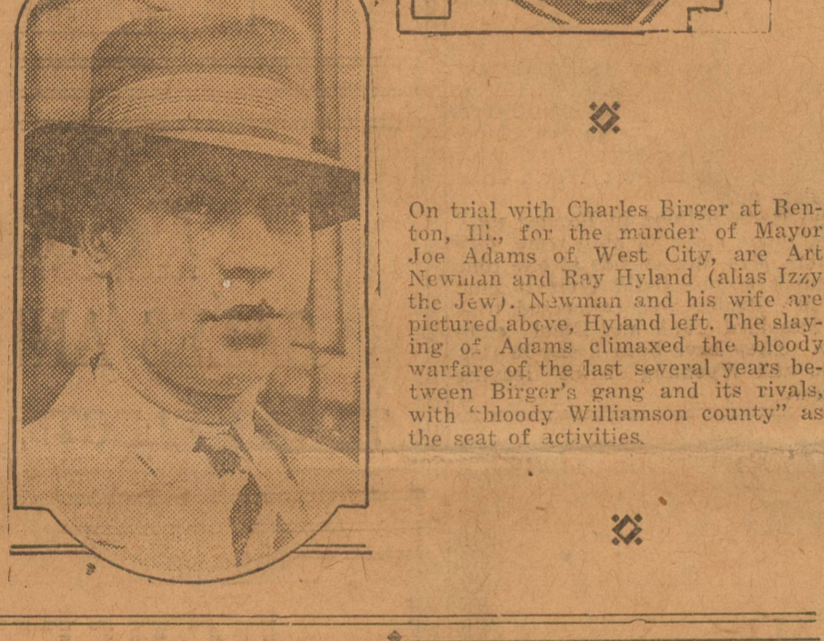 On trial with Charles Birger at Ben-
ton, Ill., for the murder of Mayor
Joe Adams of West City, are Art
Newman and Ray Hyland (alias Izzy
the Jew). Newman and his wife are
pictured above, Hyland left. The slay-
ing of Adams climaxed the bloody
warfare of the last several years be-
tween Birger's gang and its rivals,
with "bloody Williamson county" as
the seat of activities.